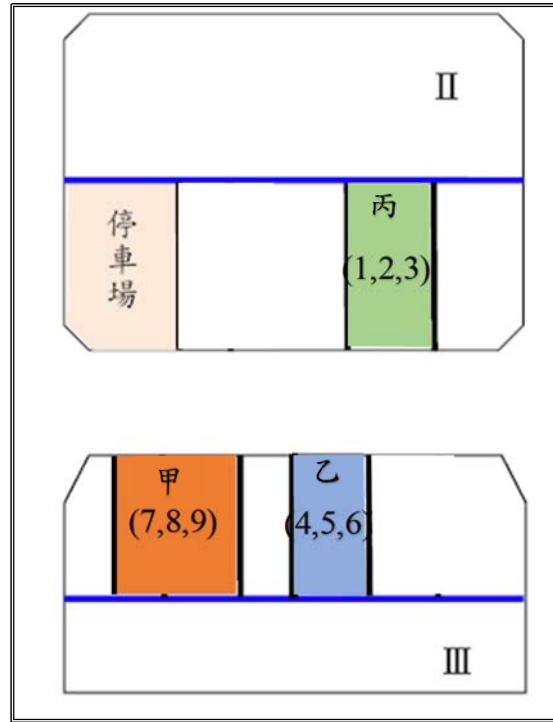 II
停車場
丙
(1,2,3)
甲
(7,8,9)
乙
(4,5,6)
III